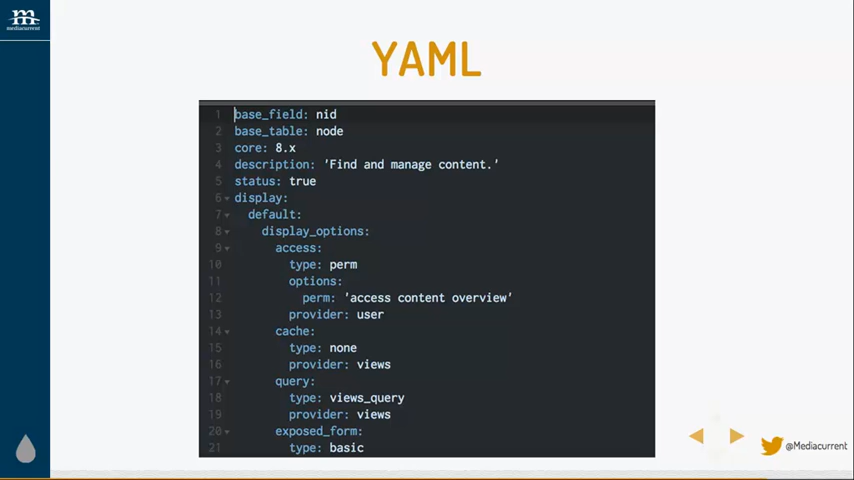 mediacurrent
YAML
1 base_field: nid
2 base_table: node
3 core: 8.x
4 description: 'Find and manage content.'
5 status: true
6 display:
7 default:
8 display_options:
9 access:
10 type: perm
11 options:
12 perm: 'access content overview'
13 provider: user
14 cache:
15 type: none
16 provider: views
17 query:
18 type: views_query
19 provider: views
20 exposed_form:
21 type: basic
@Mediacurrent